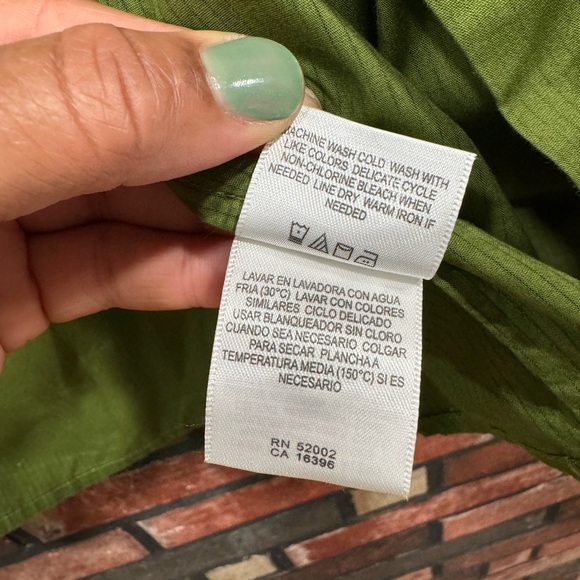 MACHINE WASH COLD WASH WITH
LIKE COLORS DELICATE CYCLE
NON-CHLORINE BLEACH WHEN
NEEDED LINE DRY WARM IRON IF
NEEDED
LAVAR EN LAVADORA CON AGUA
FRIA (30°C) LAVAR CON COLORES
SIMILARES CICLO DELICADO
USAR BLANQUEADOR SIN CLORO
CUANDO SEA NECESARIO COLGAR
PARA SECAR PLANCHA A
TEMPERATURA MEDIA (150°C) SI ES
NECESARIO
RN 52002
CA 16396